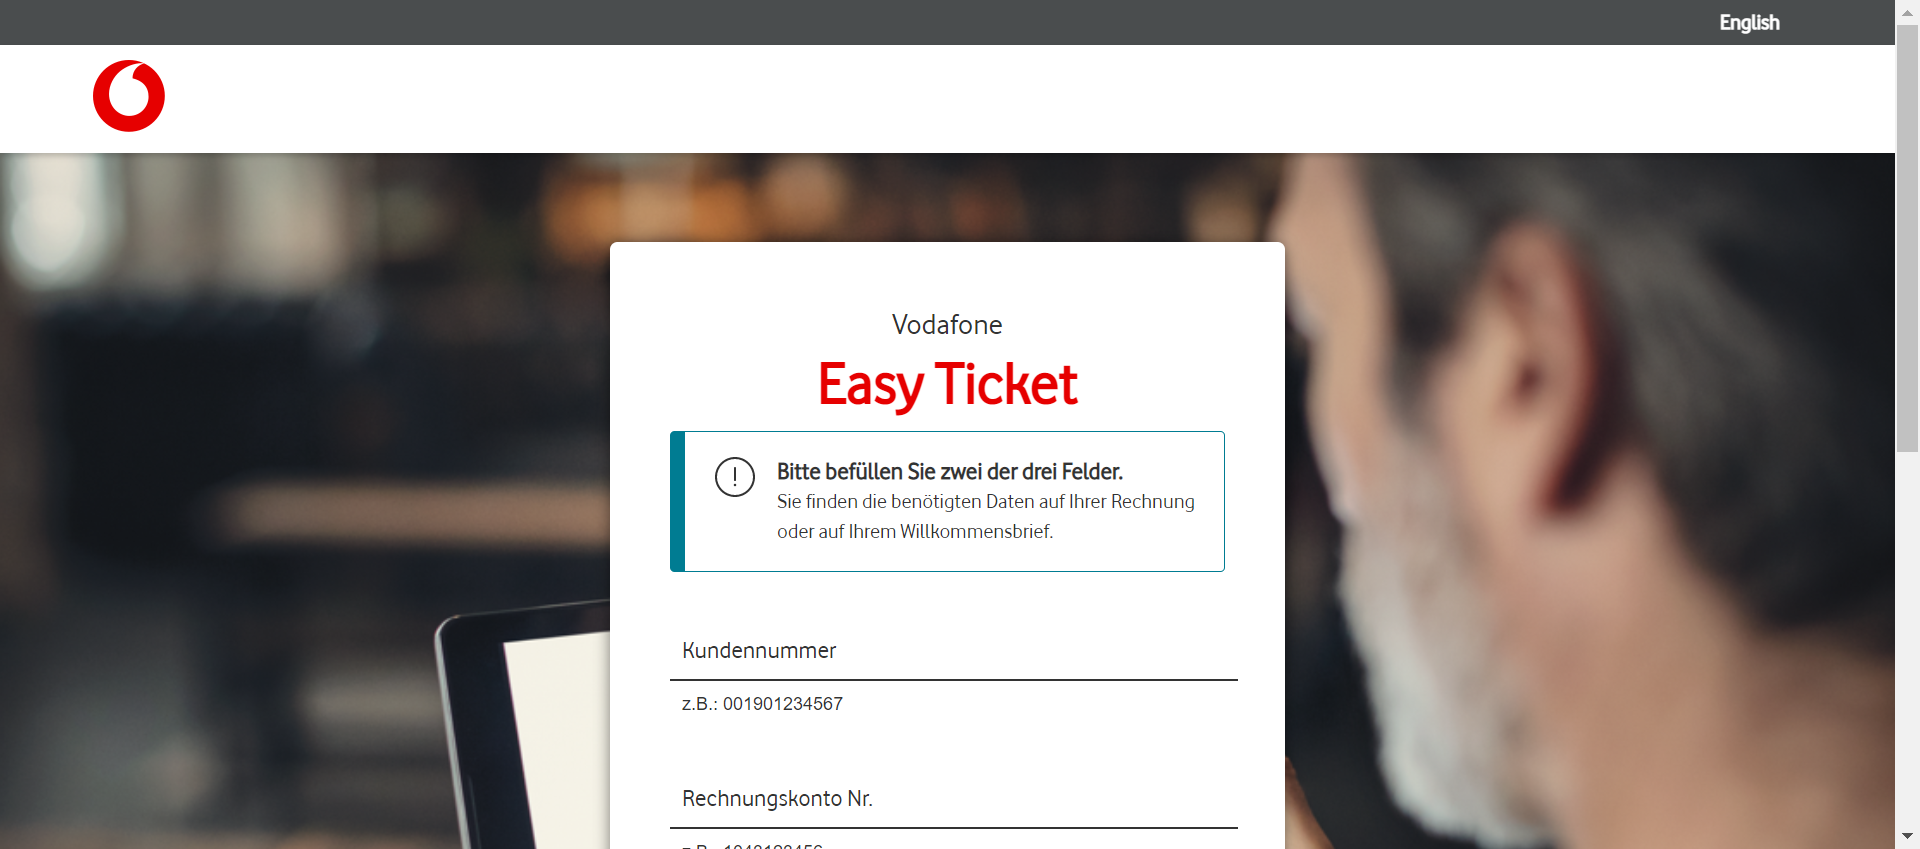 English
Vodafone
Easy Ticket
Bitte befüllen Sie zwei der drei Felder.
Sie finden die benötigten Daten auf Ihrer Rechnung
oder auf Ihrem Willkommensbrief.
Kundennummer
z.B.: 001901234567
Rechnungskonto Nr.